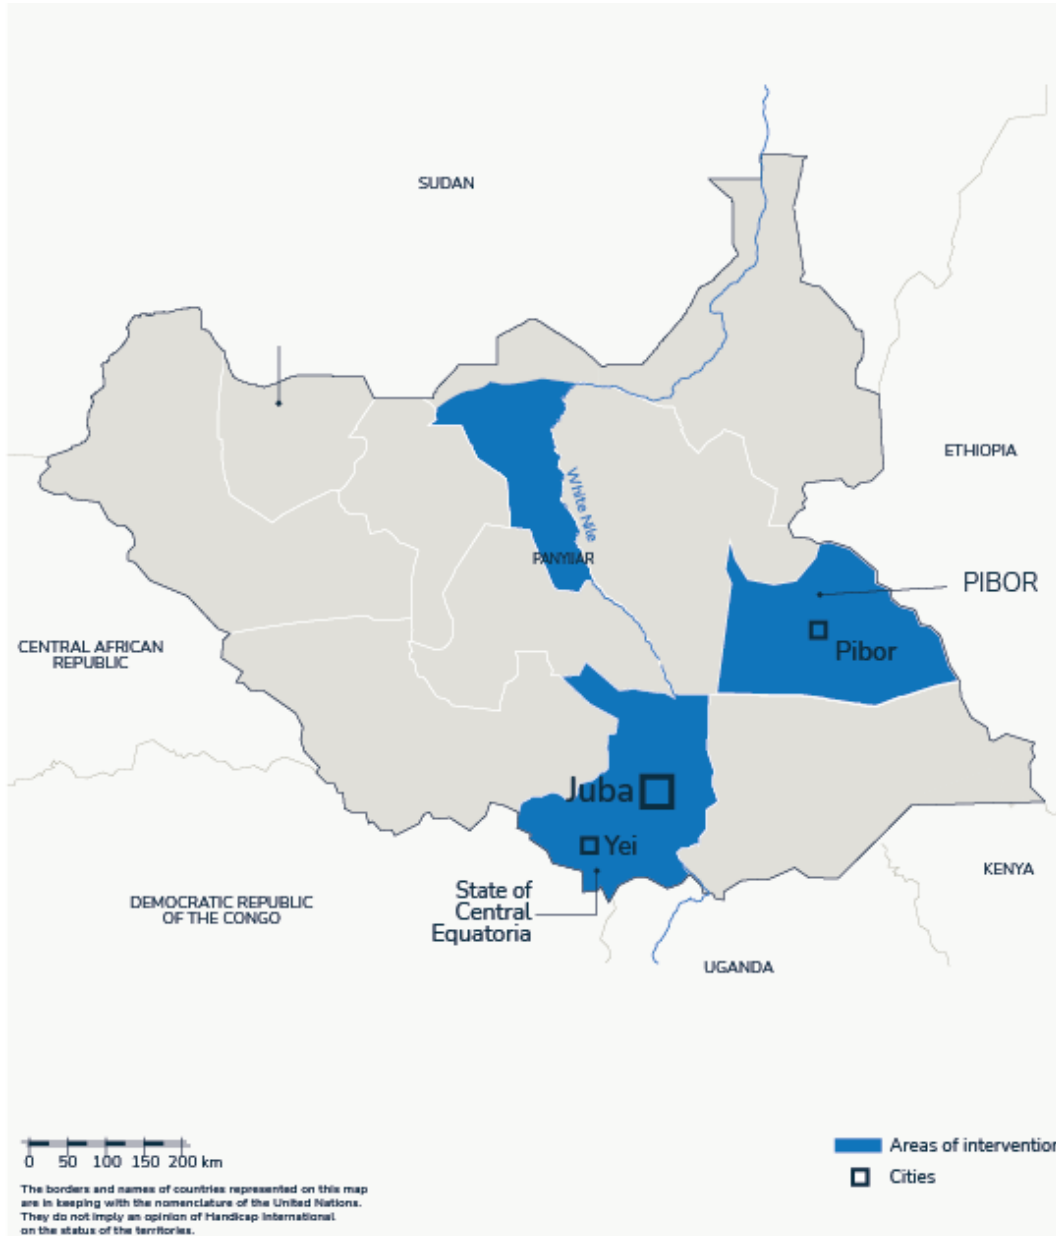 SUDAN
ETHIOPIA
White Nile
PANYIJAR
PIBOR
Pibor
CENTRAL AFRICAN
REPUBLIC
Juba
Yei
KENYA
State of
Central
Equatoria
DEMOCRATIC REPUBLIC
OF THE CONGO
UGANDA
0 50 100 150 200 km
Areas of intervention
Cities
The borders and names of countries represented on this map
are in keeping with the nomenclature of the United Nations.
They do not imply an opinion of Handicap International
on the status of the territories.